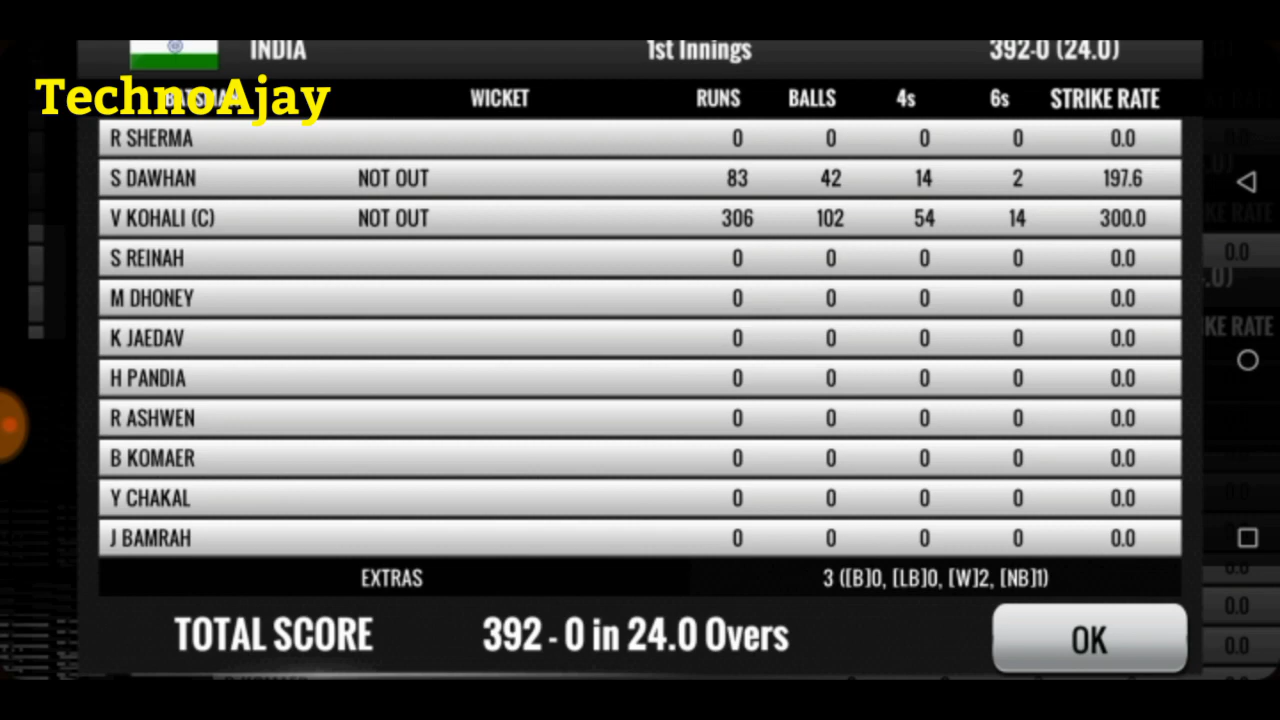 INDIA 1st Innings 392-0 (24.0)
TechnoAjay
BATSMAN WICKET RUNS BALLS 4s 6s STRIKE RATE
R SHERMA 0 0 0 0 0.0
S DAWHAN NOT OUT 83 42 14 2 197.6
V KOHALI (C) NOT OUT 306 102 54 14 300.0
S REINAH 0 0 0 0 0.0
M DHONEY 0 0 0 0 0.0
K JAEDAV 0 0 0 0 0.0
H PANDIA 0 0 0 0 0.0
R ASHWEN 0 0 0 0 0.0
B KOMAER 0 0 0 0 0.0
Y CHAKAL 0 0 0 0 0.0
J BAMRAH 0 0 0 0 0.0
EXTRAS 3 ([B]0, [LB]0, [W]2, [NB]1)
TOTAL SCORE 392 - 0 in 24.0 Overs OK